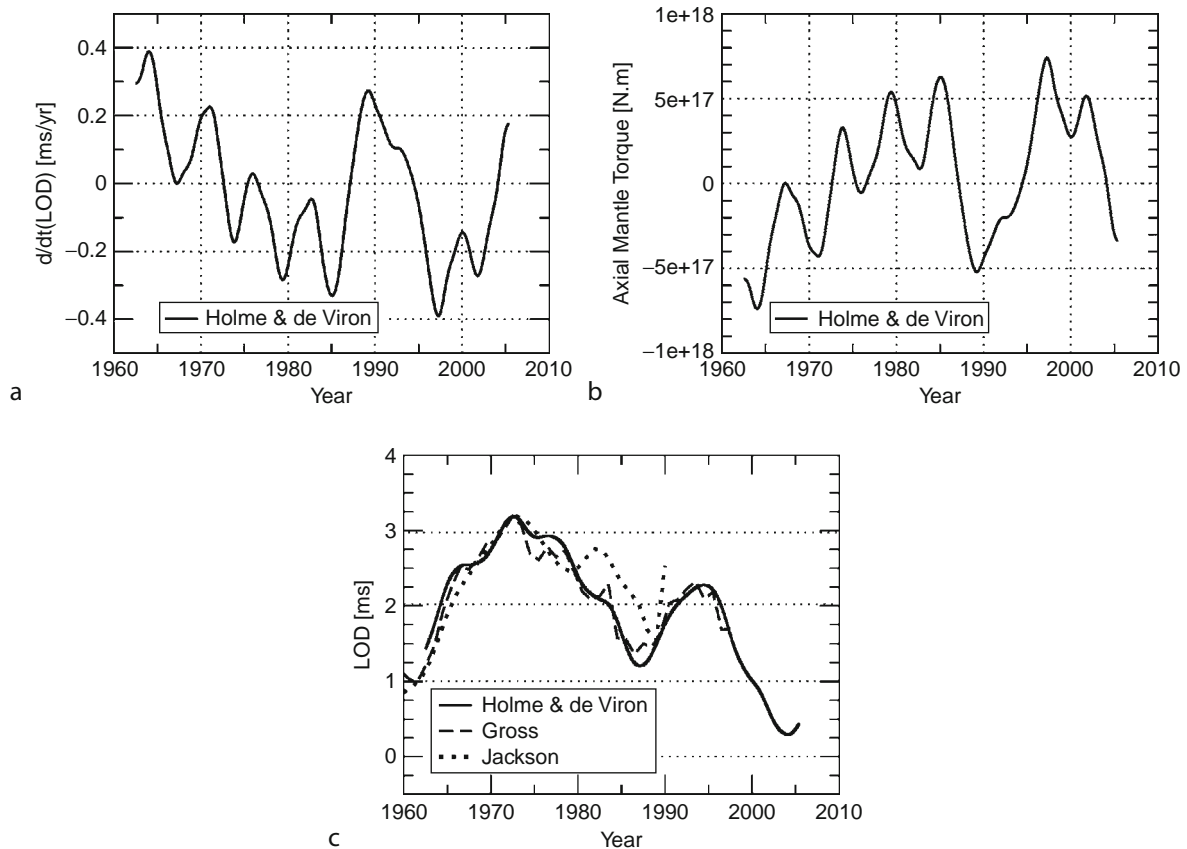 d/dt(LOD) [ms/yr]
0.4
0.2
0
−0.2
−0.4
Holme & de Viron
1960 1970 1980 1990 2000 2010
Year
a
Axial Mantle Torque [N.m]
1e+18
5e+17
0
−5e+17
−1e+18
Holme & de Viron
1960 1970 1980 1990 2000 2010
Year
b
LOD [ms]
4
3
2
1
0
Holme & de Viron
Gross
Jackson
1960 1970 1980 1990 2000 2010
Year
c